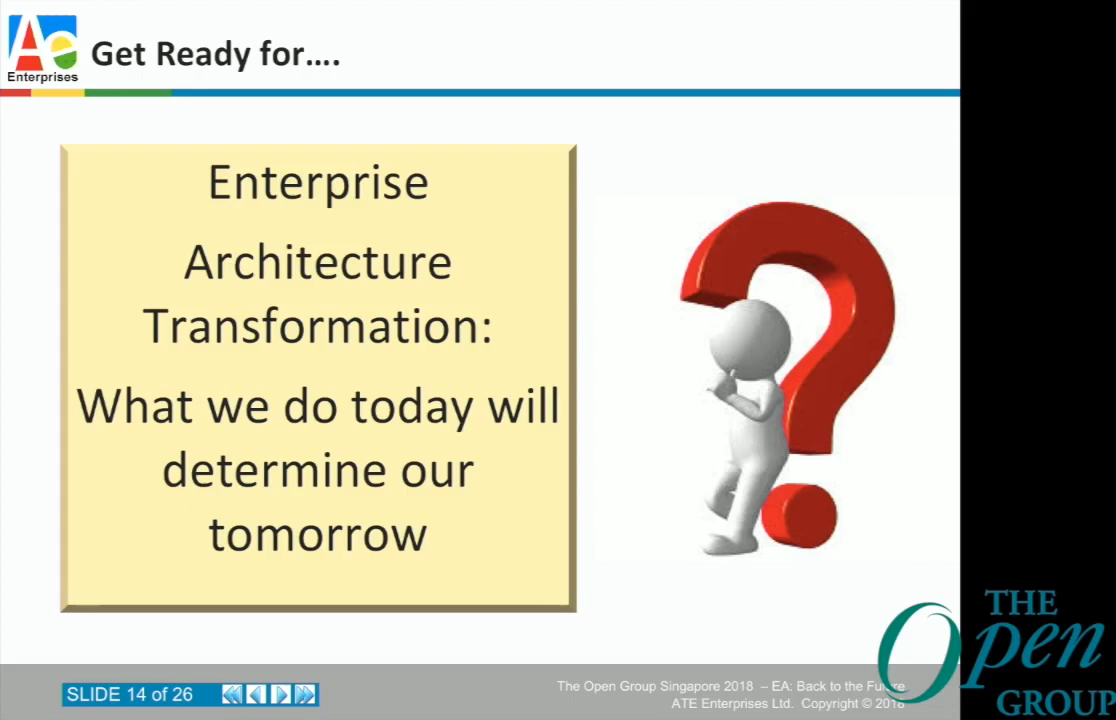 Ae
Enterprises
Get Ready for....
Enterprise
Architecture
Transformation:
What we do today will
determine our
tomorrow
SLIDE 14 of 26
The Open Group Singapore 2018 – EA: Back to the Future
ATE Enterprises Ltd. Copyright © 2018
THE
Open
GROUP